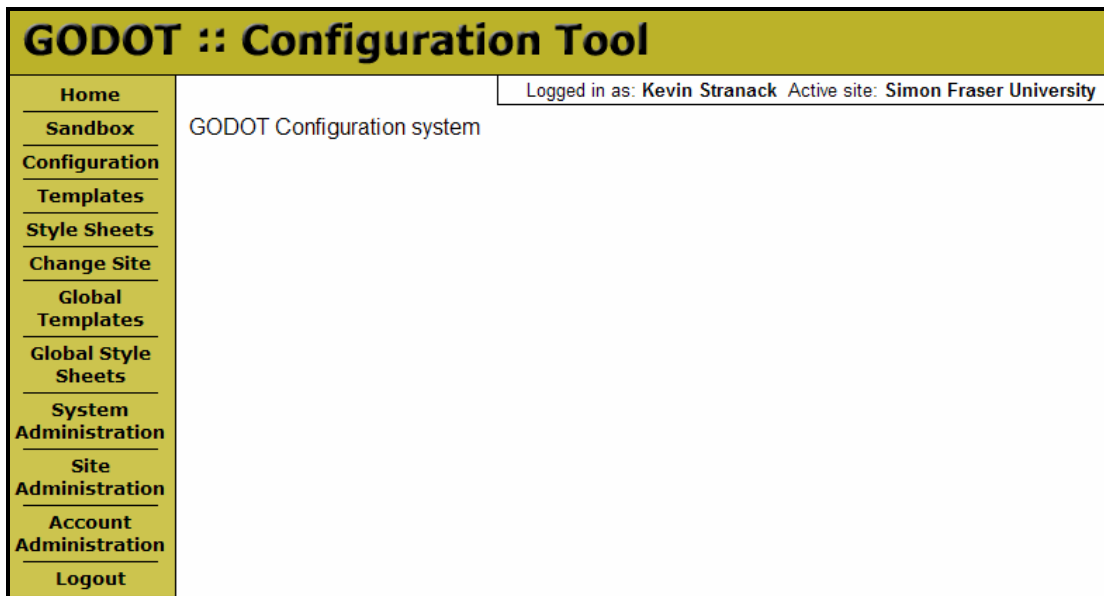 GODOT :: Configuration Tool
Logged in as: Kevin Stranack Active site: Simon Fraser University
Home
Sandbox
Configuration
Templates
Style Sheets
Change Site
Global
Templates
Global Style
Sheets
System
Administration
Site
Administration
Account
Administration
Logout
GODOT Configuration system